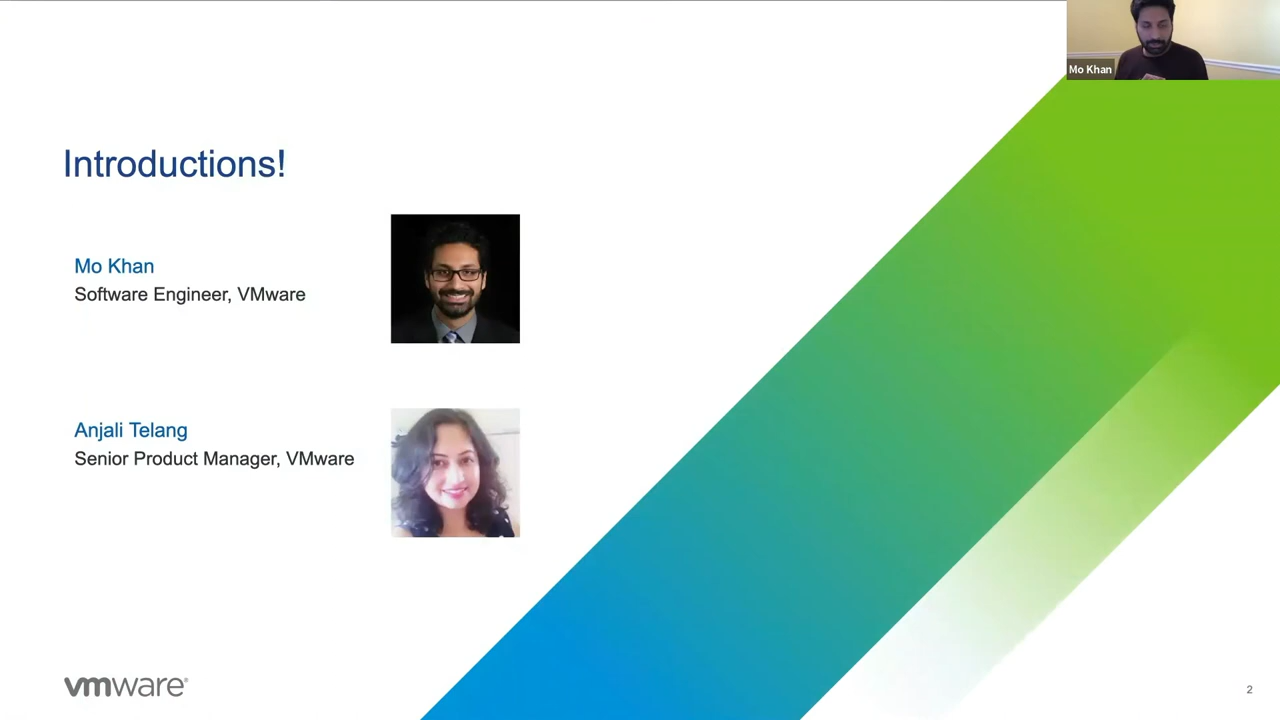 Mo Khan
Introductions!
Mo Khan
Software Engineer, VMware
Anjali Telang
Senior Product Manager, VMware
vmware®
2